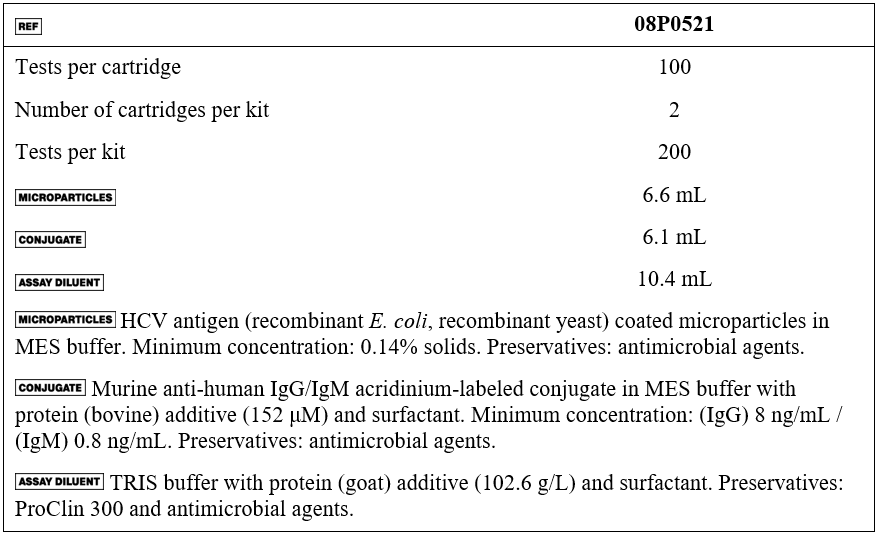 REF 08P0521
Tests per cartridge 100
Number of cartridges per kit 2
Tests per kit 200
MICROPARTICLES 6.6 mL
CONJUGATE 6.1 mL
ASSAY DILUENT 10.4 mL
MICROPARTICLES HCV antigen (recombinant E. coli, recombinant yeast) coated microparticles in
MES buffer. Minimum concentration: 0.14% solids. Preservatives: antimicrobial agents.
CONJUGATE Murine anti-human IgG/IgM acridinium-labeled conjugate in MES buffer with
protein (bovine) additive (152 μM) and surfactant. Minimum concentration: (IgG) 8 ng/mL /
(IgM) 0.8 ng/mL. Preservatives: antimicrobial agents.
ASSAY DILUENT TRIS buffer with protein (goat) additive (102.6 g/L) and surfactant. Preservatives:
ProClin 300 and antimicrobial agents.